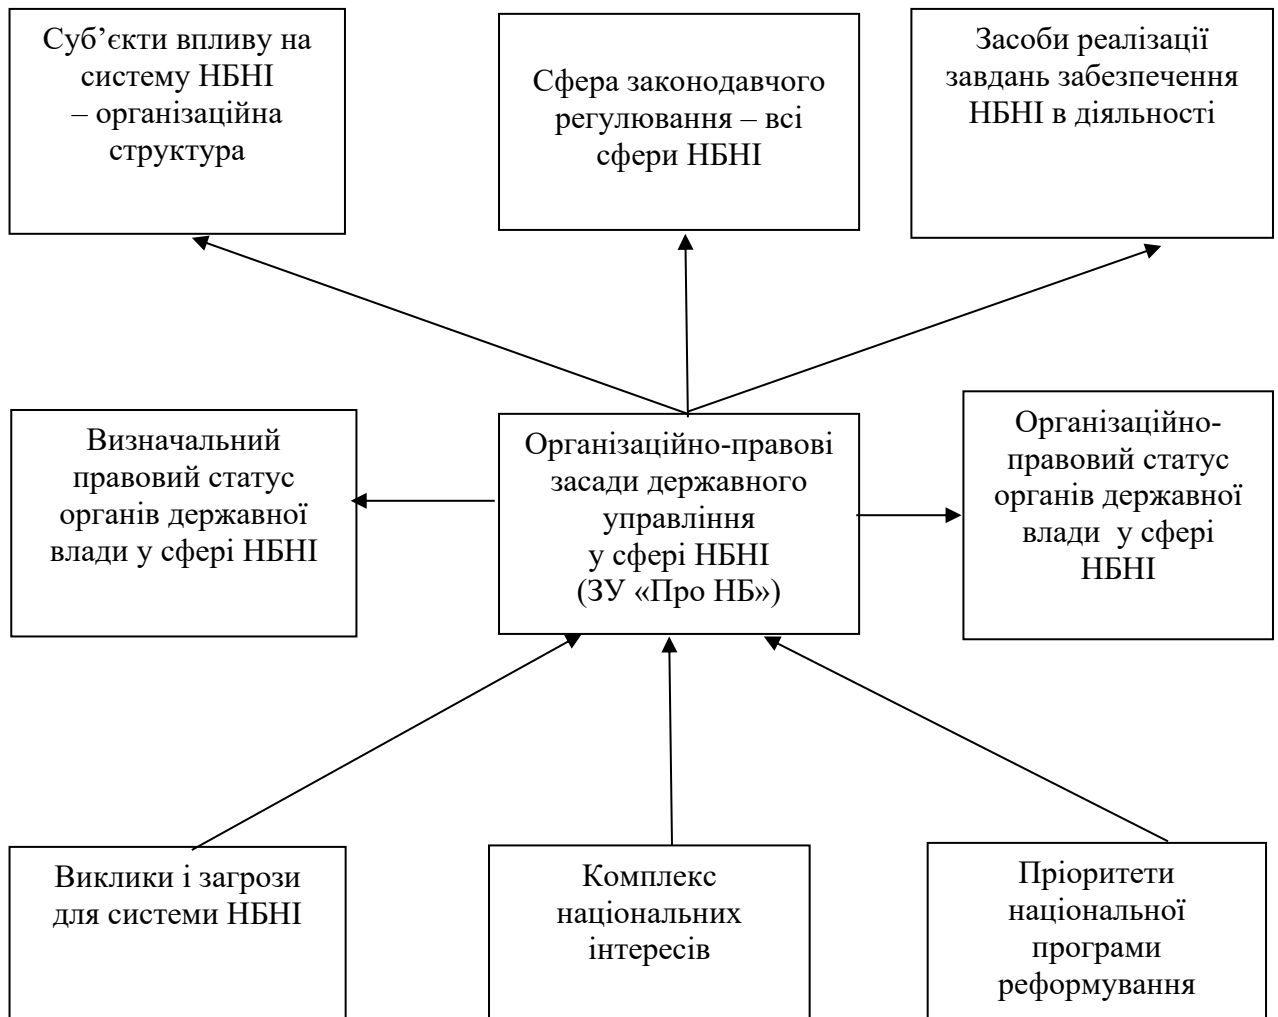 Суб’єкти впливу на
систему НБНІ
– організаційна
структура
Сфера законодавчого
регулювання – всі
сфери НБНІ
Засоби реалізації
завдань забезпечення
НБНІ в діяльності
Визначальний
правовий статус
органів державної
влади у сфері НБНІ
Організаційно-правові
засади державного
управління
у сфері НБНІ
(ЗУ «Про НБ»)
Організаційно-
правовий статус
органів державної
влади у сфері
НБНІ
Виклики і загрози
для системи НБНІ
Комплекс
національних
інтересів
Пріоритети
національної
програми
реформування